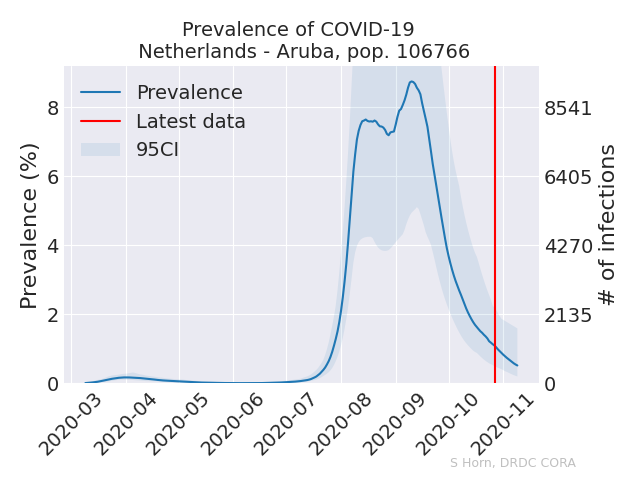 Prevalence of COVID-19
Netherlands - Aruba, pop. 106766
Prevalence
Latest data
95CI
Prevalence (%)
8
6
4
2
0
8541
6405
4270
2135
0
# of infections
2020-03
2020-04
2020-05
2020-06
2020-07
2020-08
2020-09
2020-10
2020-11
S Horn, DRDC CORA